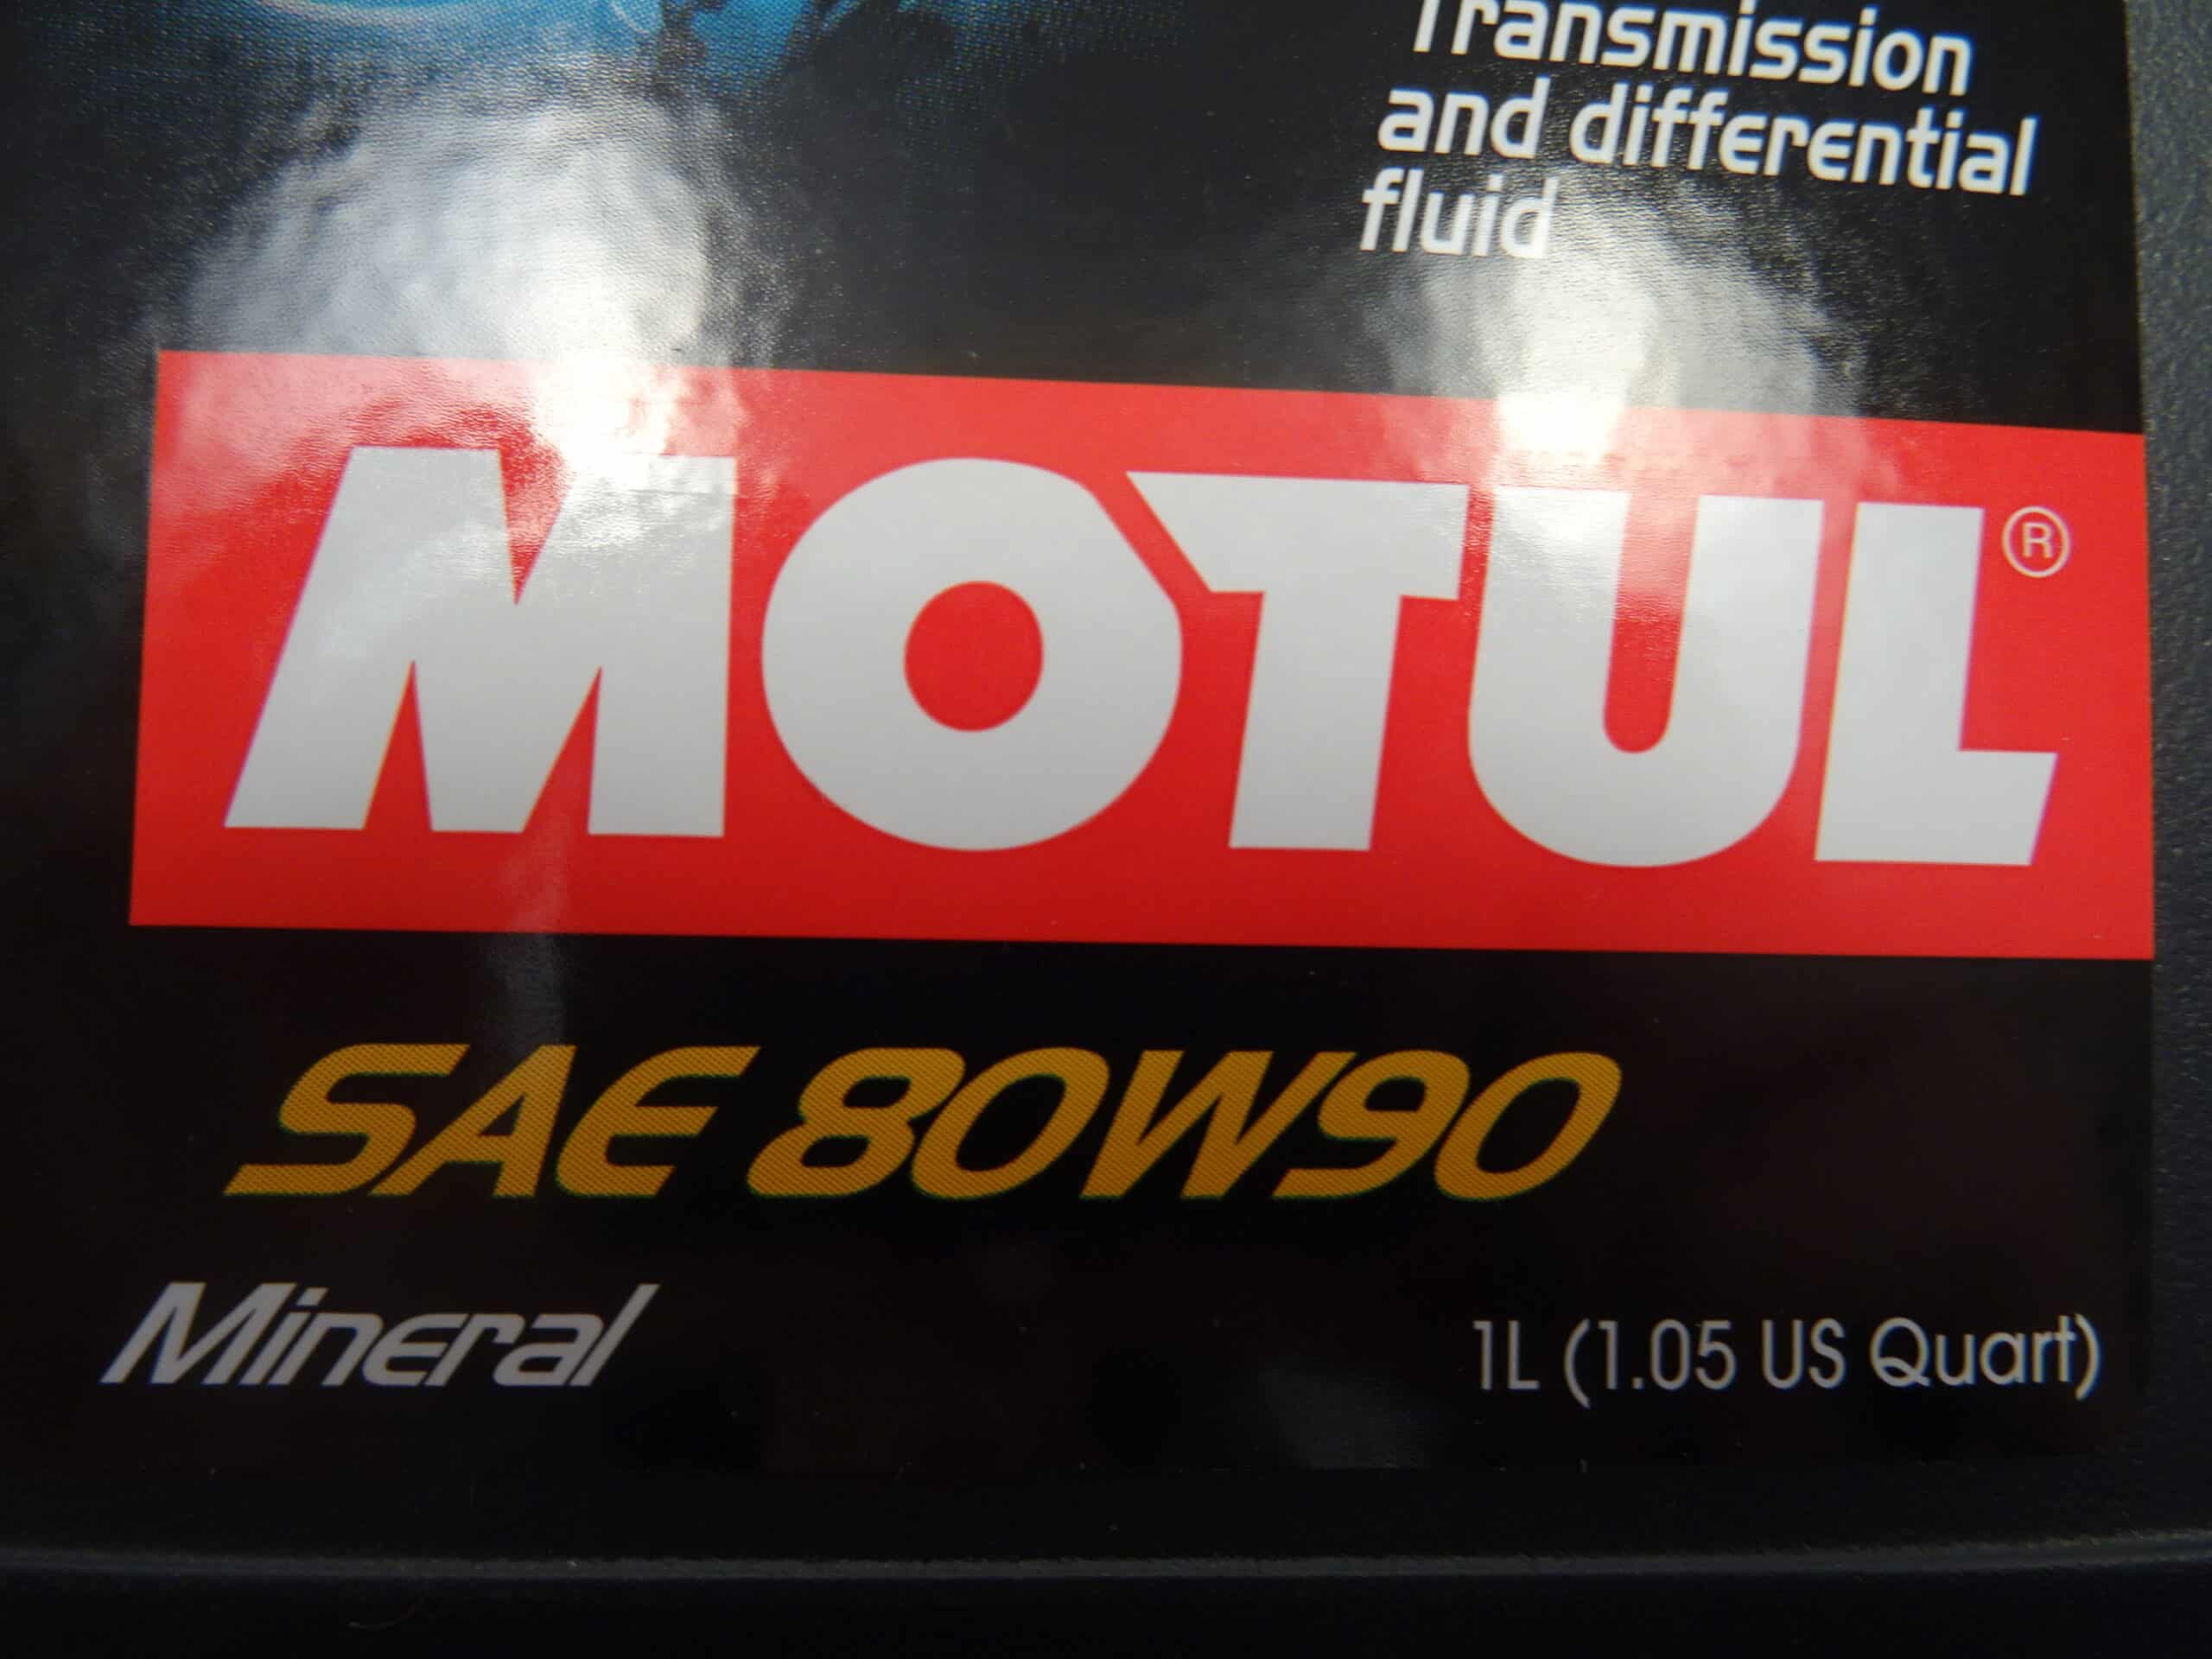 Transmission
and differential
fluid
MOTUL®
SAE 80W90
Mineral
1L (1.05 US Quart)